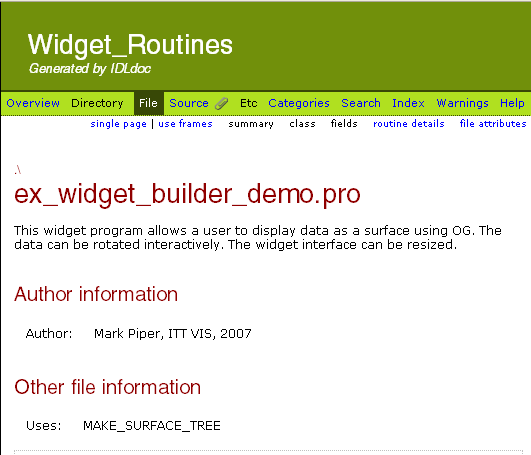 Widget_Routines
Generated by IDLdoc
Overview Directory File Source Etc Categories Search Index Warnings Help
single page | use frames summary class fields routine details file attributes
.\
ex_widget_builder_demo.pro
This widget program allows a user to display data as a surface using OG. The
data can be rotated interactively. The widget interface can be resized.
Author information
Author: Mark Piper, ITT VIS, 2007
Other file information
Uses: MAKE_SURFACE_TREE